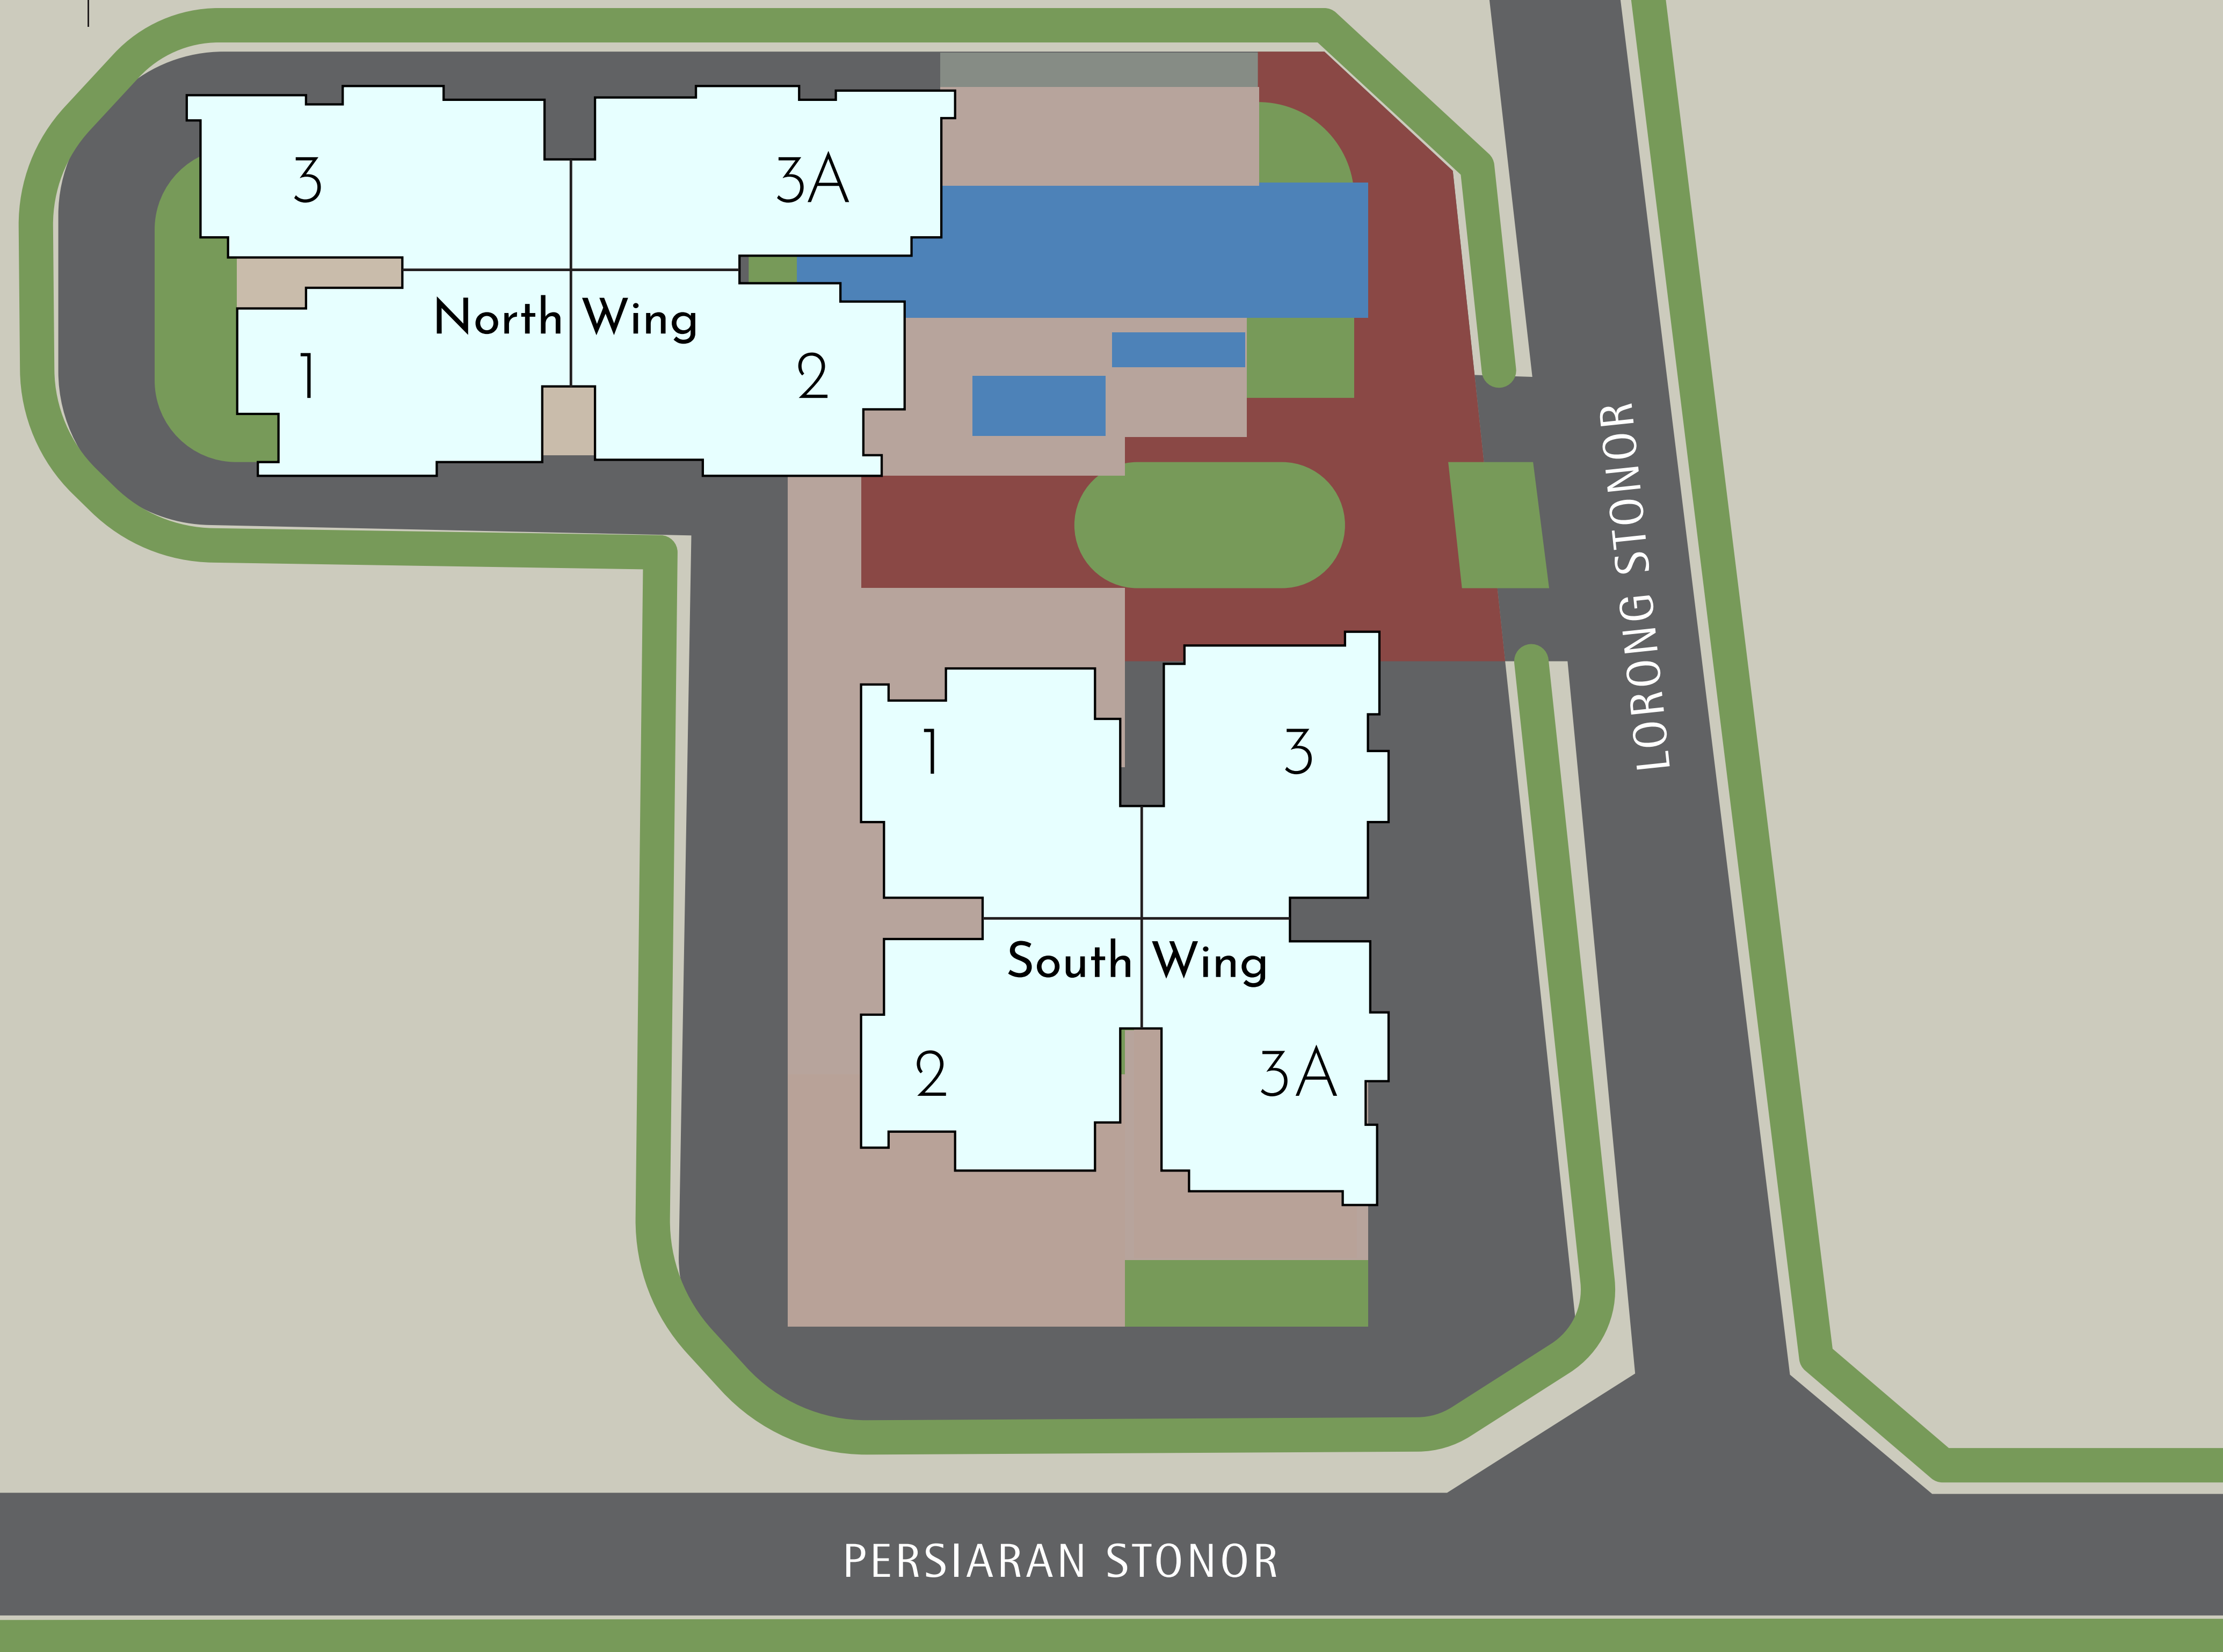 3
3A
North Wing
1
2
LORONG STONOR
1
3
South Wing
2
3A
PERSIARAN STONOR